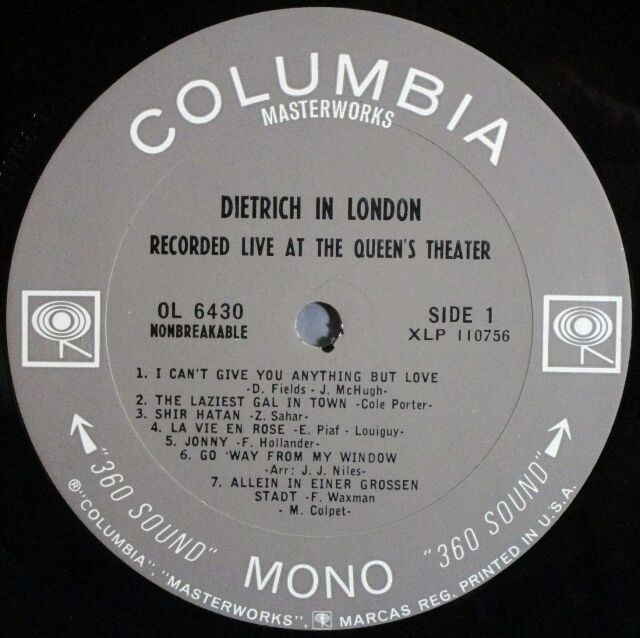 COLUMBIA
MASTERWORKS
DIETRICH IN LONDON
RECORDED LIVE AT THE QUEEN'S THEATER
OL 6430
NONBREAKABLE
SIDE 1
XLP 110756
1. I CAN'T GIVE YOU ANYTHING BUT LOVE
-D. Fields - J. McHugh-
2. THE LAZIEST GAL IN TOWN -Cole Porter-
3. SHIR HATAN -Z. Sahar-
4. LA VIE EN ROSE -E. Piaf - Louiguy-
5. JONNY -F. Hollander-
6. GO 'WAY FROM MY WINDOW
-Arr: J. J. Niles-
7. ALLEIN IN EINER GROSSEN
STADT -F. Waxman
- M. Colpet-
"360 SOUND"
MONO
"360 SOUND"
Ⓡ"COLUMBIA", "MASTERWORKS", MARCAS REG. PRINTED IN U.S.A.